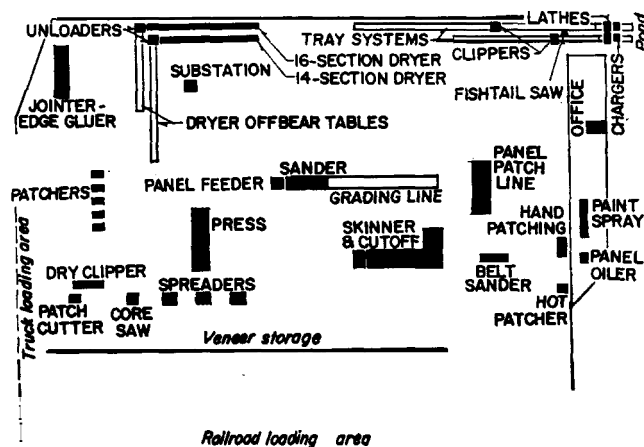 LATHES
UNLOADERS
TRAY SYSTEMS
Pond
CLIPPERS
16-SECTION DRYER
14-SECTION DRYER
SUBSTATION
FISHTAIL SAW
CHARGERS
OFFICE
JOINTER-
EDGE GLUER
DRYER OFFBEAR TABLES
PANEL
PATCH
LINE
SANDER
PANEL FEEDER
GRADING LINE
PATCHERS
PRESS
SKINNER
& CUTOFF
HAND
PATCHING
PAINT
SPRAY
BELT
SANDER
PANEL
OILER
HOT
PATCHER
DRY CLIPPER
SPREADERS
PATCH
CUTTER
CORE
SAW
Truck loading area
Veneer storage
Railroad loading area